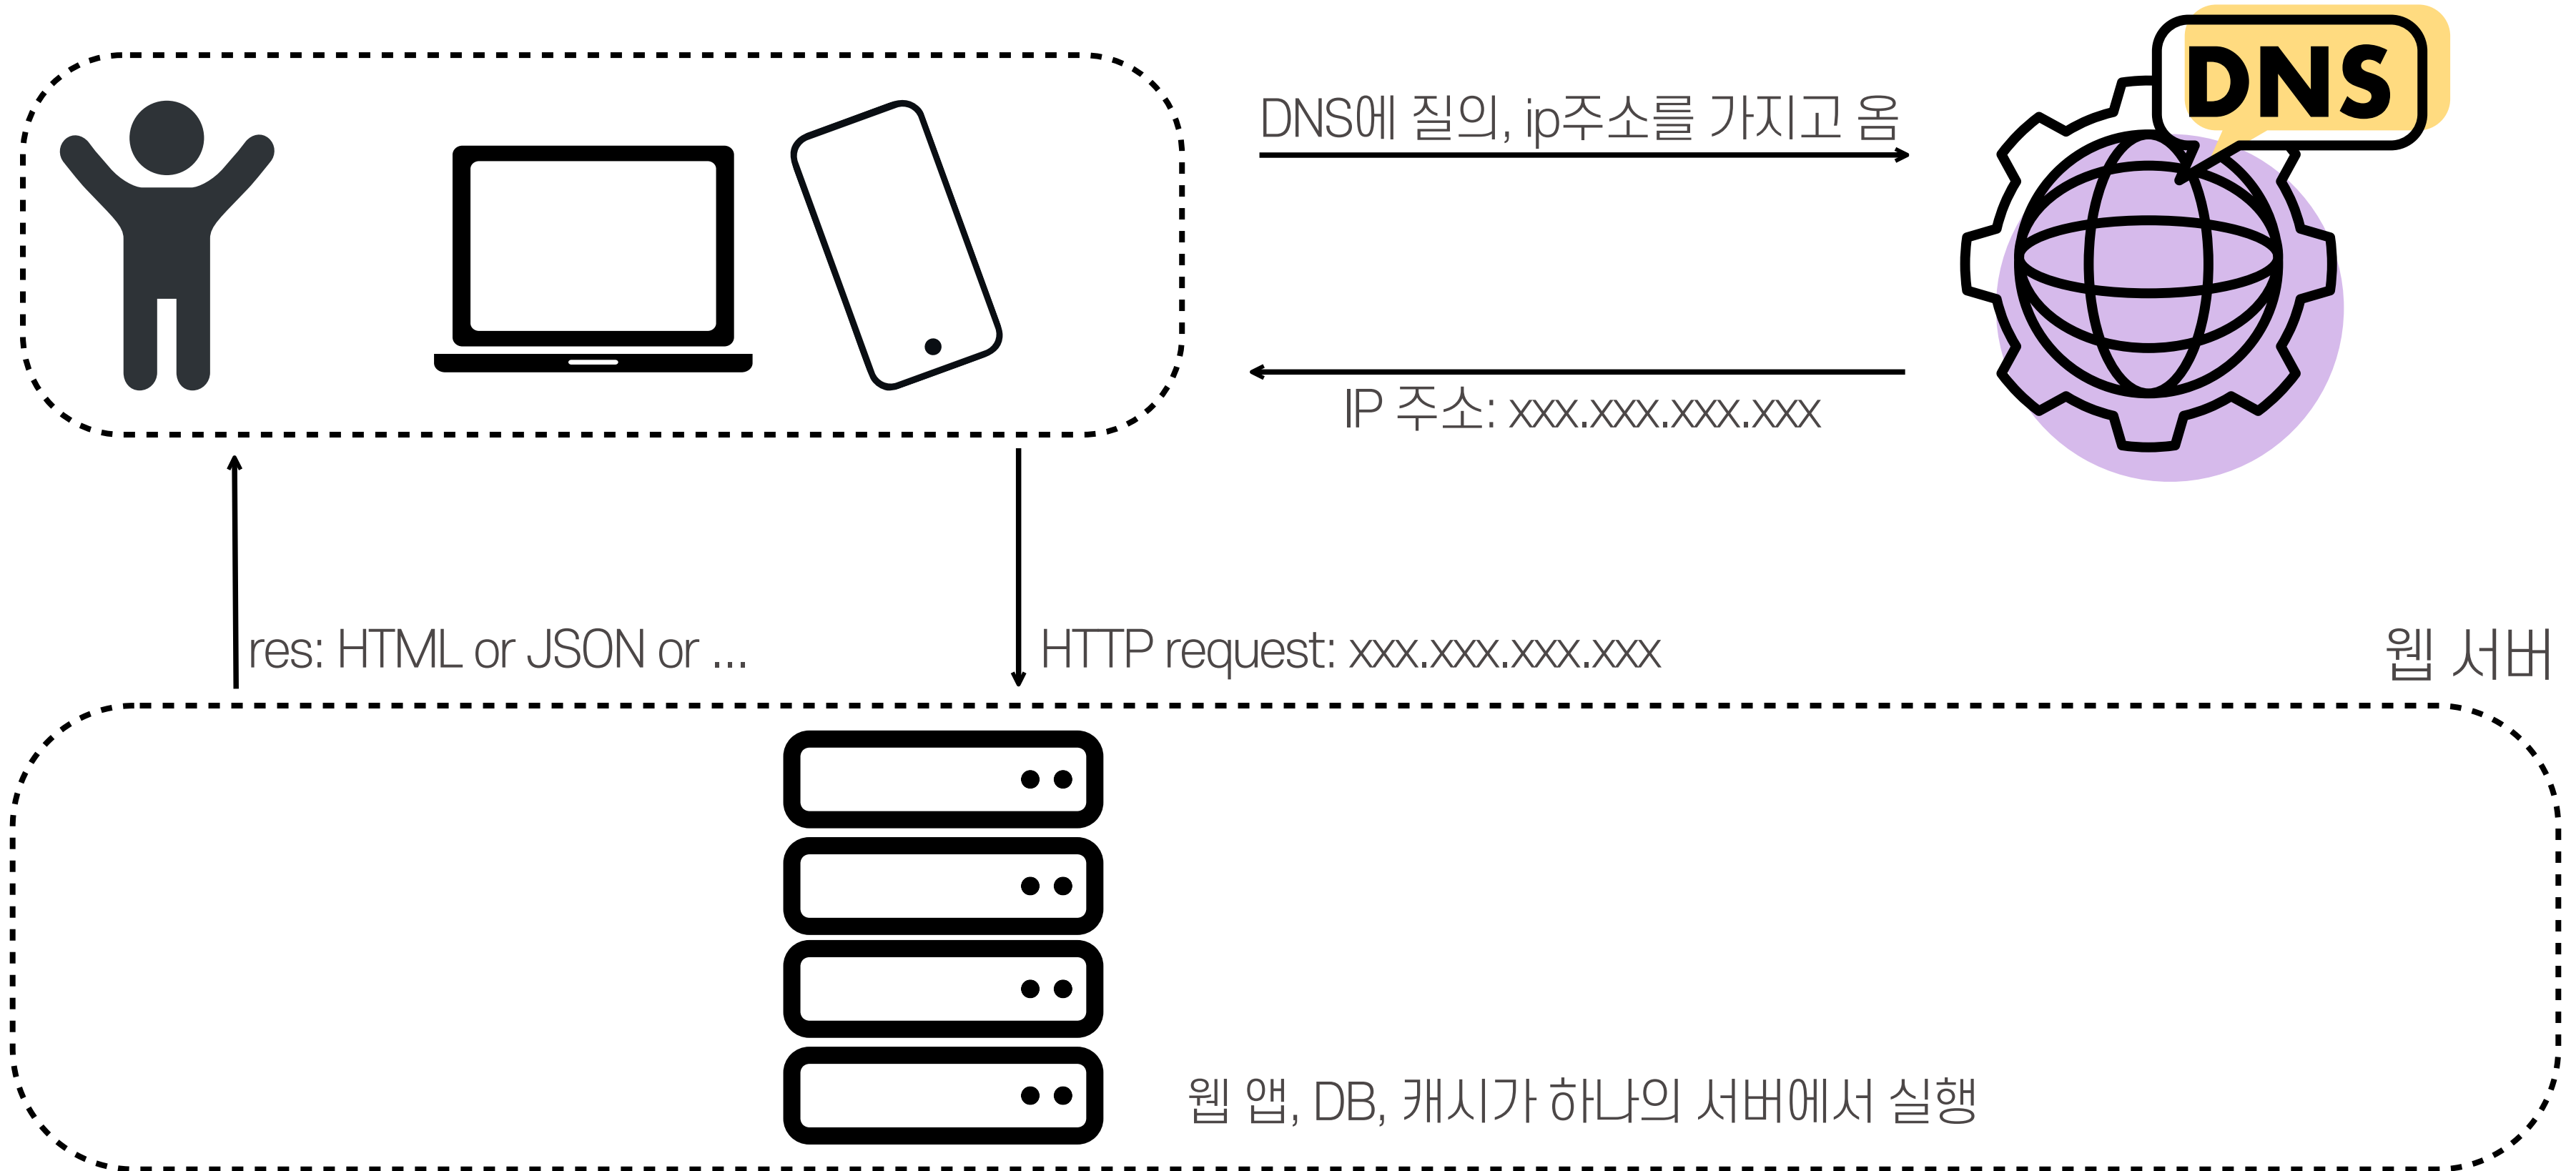 DNS
DNS에 질의, ip주소를 가지고 옴
IP 주소: xxx.xxx.xxx.xxx
res: HTML or JSON or ...
HTTP request: xxx.xxx.xxx.xxx
웹 서버
웹 앱, DB, 캐시가 하나의 서버에서 실행